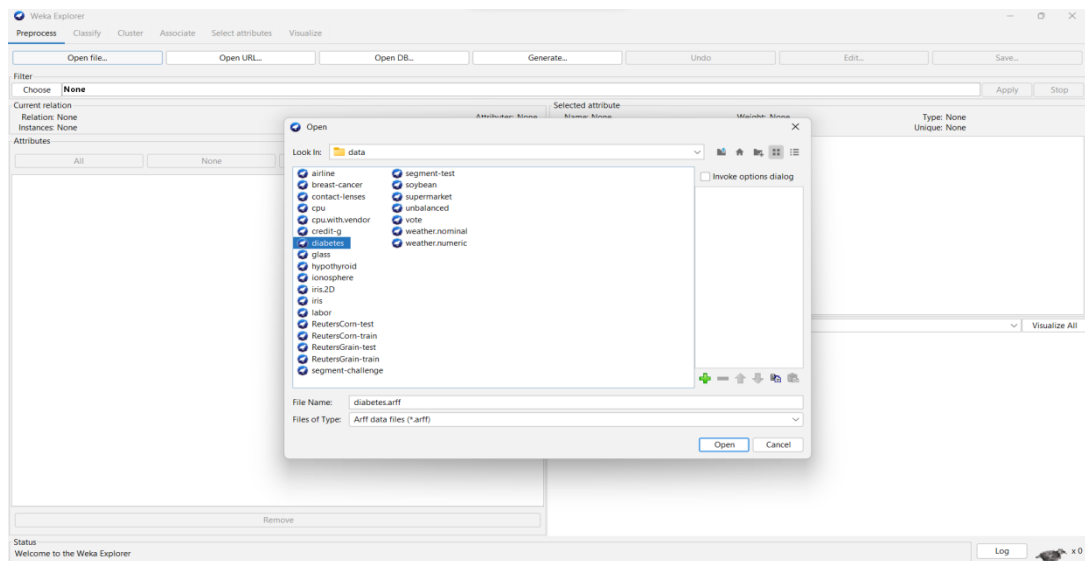 Weka Explorer
Preprocess Classify Cluster Associate Select attributes Visualize
Open file... Open URL... Open DB... Generate... Undo Edit... Save...
Filter
Choose None Apply Stop
Current relation
Relation: None Attributes: None
Instances: None
Selected attribute
Name: None Weight: None Type: None
Unique: None
Attributes
All None
Open
Look In: data
Invoke options dialog
airline
breast-cancer
contact-lenses
cpu
cpu.with.vendor
credit-g
diabetes
glass
hypothyroid
ionosphere
iris.2D
iris
labor
ReutersCorn-test
ReutersCorn-train
ReutersGrain-test
ReutersGrain-train
segment-challenge
segment-test
soybean
supermarket
unbalanced
vote
weather.nominal
weather.numeric
File Name: diabetes.arff
Files of Type: Arff data files (*.arff)
Open Cancel
Visualize All
Remove
Status
Welcome to the Weka Explorer
Log x 0